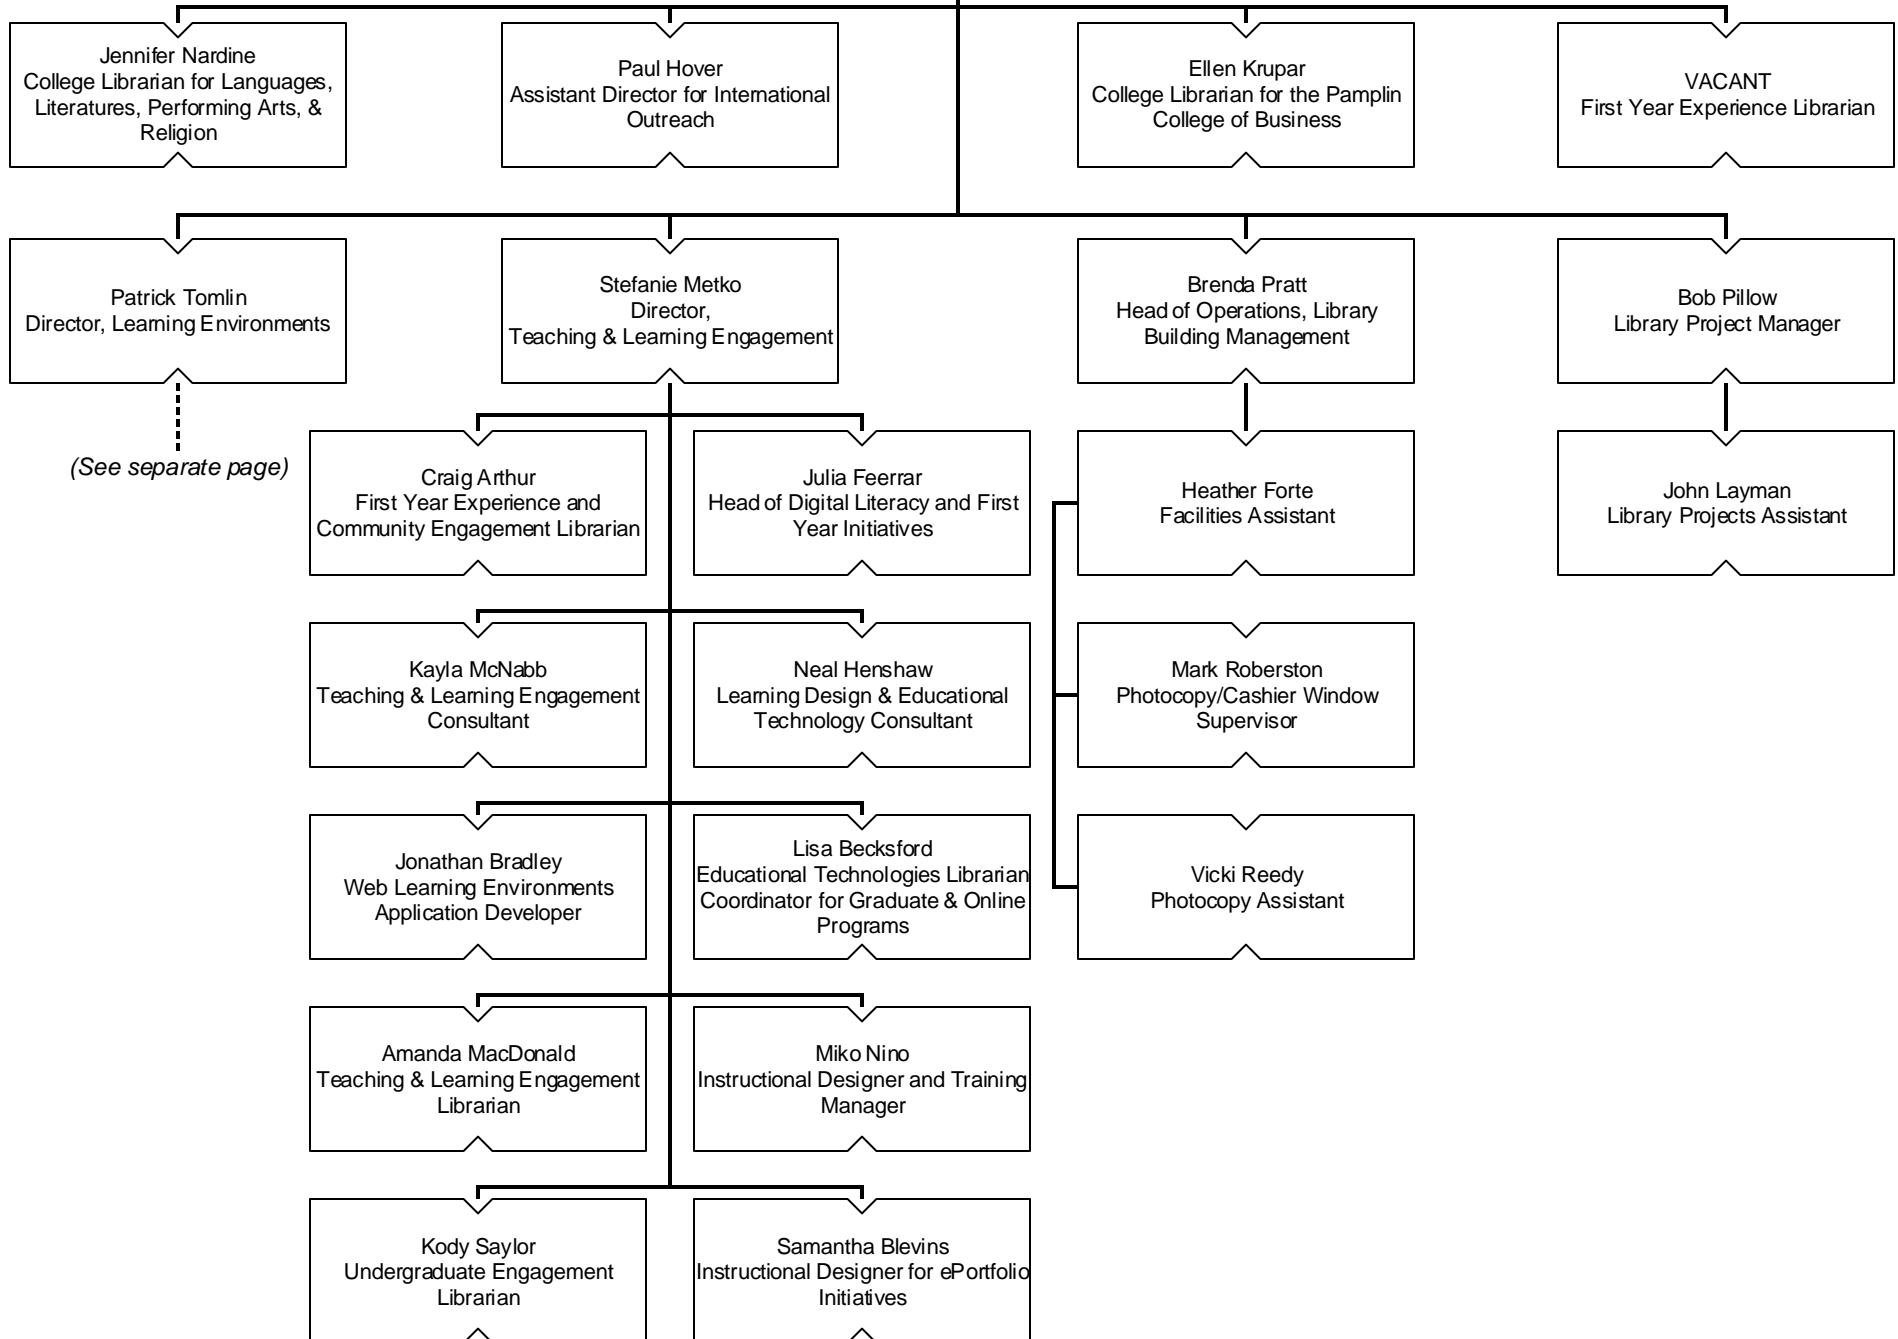 Jennifer Nardine
College Librarian for Languages,
Literatures, Performing Arts, &
Religion
Paul Hover
Assistant Director for International
Outreach
Ellen Krupar
College Librarian for the Pamplin
College of Business
VACANT
First Year Experience Librarian
Patrick Tomlin
Director, Learning Environments
Stefanie Metko
Director,
Teaching & Learning Engagement
Brenda Pratt
Head of Operations, Library
Building Management
Bob Pillow
Library Project Manager
(See separate page)
Craig Arthur
First Year Experience and
Community Engagement Librarian
Julia Feerrar
Head of Digital Literacy and First
Year Initiatives
Heather Forte
Facilities Assistant
John Layman
Library Projects Assistant
Kayla McNabb
Teaching & Learning Engagement
Consultant
Neal Henshaw
Learning Design & Educational
Technology Consultant
Mark Roberston
Photocopy/Cashier Window
Supervisor
Jonathan Bradley
Web Learning Environments
Application Developer
Lisa Becksford
Educational Technologies Librarian
Coordinator for Graduate & Online
Programs
Vicki Reedy
Photocopy Assistant
Amanda MacDonald
Teaching & Learning Engagement
Librarian
Miko Nino
Instructional Designer and Training
Manager
Kody Saylor
Undergraduate Engagement
Librarian
Samantha Blevins
Instructional Designer for ePortfolio
Initiatives